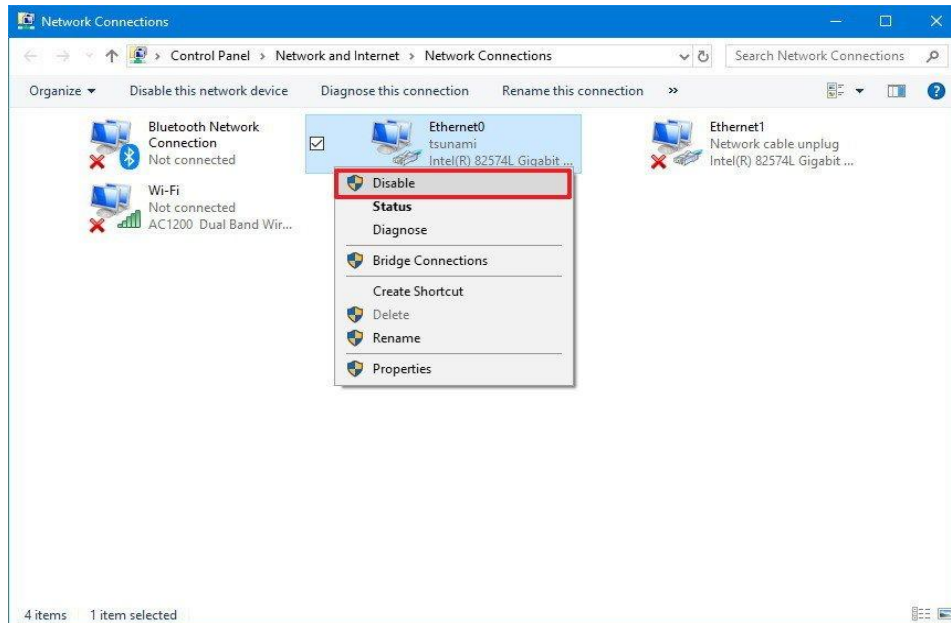 Network Connections
Control Panel > Network and Internet > Network Connections
Search Network Connections
Organize
Disable this network device
Diagnose this connection
Rename this connection
»
Bluetooth Network
Connection
Not connected
Ethernet0
tsunami
Intel(R) 82574L Gigabit ...
Ethernet1
Network cable unplug
Intel(R) 82574L Gigabit ...
Wi-Fi
Not connected
AC1200 Dual Band Wir...
Disable
Status
Diagnose
Bridge Connections
Create Shortcut
Delete
Rename
Properties
4 items 1 item selected